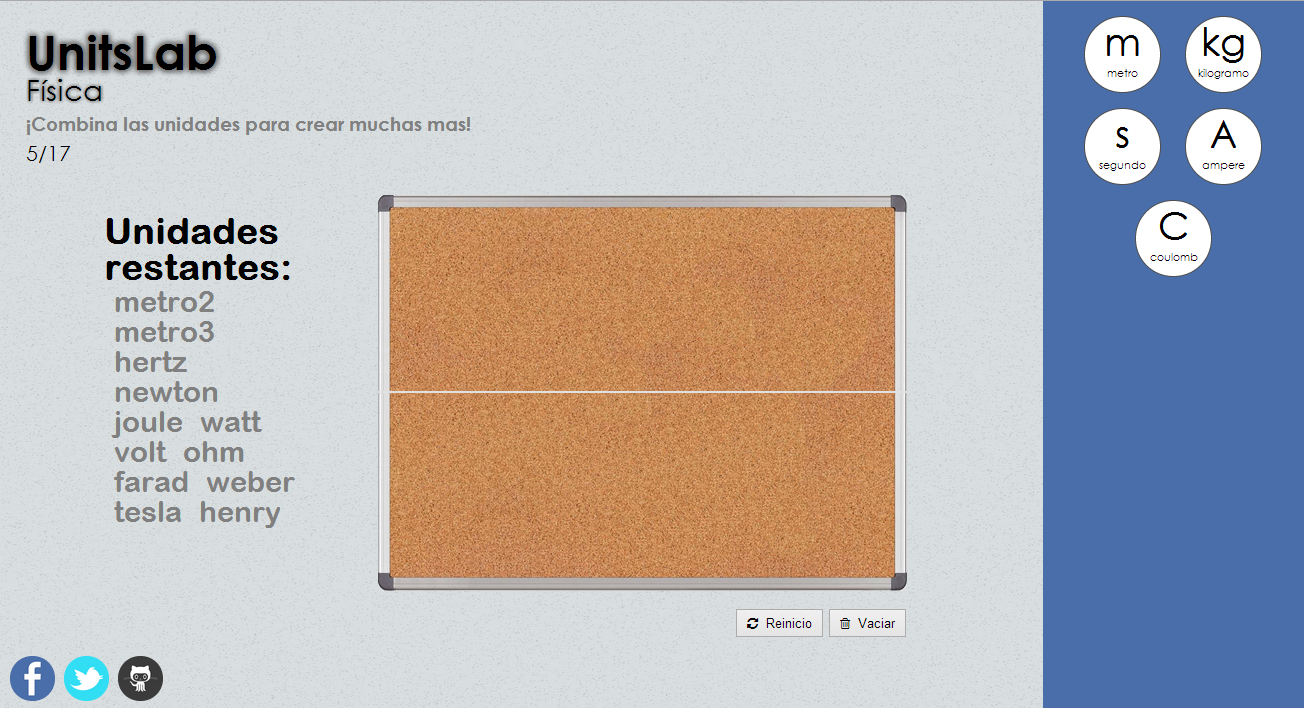 UnitsLab
Física
¡Combina las unidades para crear muchas mas!
5/17
Unidades
restantes:
metro2
metro3
hertz
newton
joule watt
volt ohm
farad weber
tesla henry
Reinicio Vaciar
m kg
metro kilogramo
s A
segundo ampere
C
coulomb
f